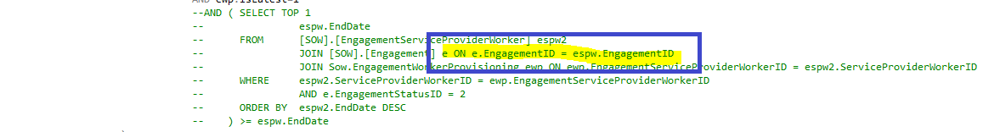 AND ewp.IsLatest=1
--AND ( SELECT TOP 1
--                 espw.EndDate
--       FROM      [SOW].[EngagementServiceProviderWorker] espw2
--                 JOIN [SOW].[Engagement] e ON e.EngagementID = espw.EngagementID
--                 JOIN Sow.EngagementWorkerProvisioning ewp ON ewp.EngagementServiceProviderWorkerID = espw2.ServiceProviderWorkerID
--       WHERE     espw2.ServiceProviderWorkerID = ewp.EngagementServiceProviderWorkerID
--                 AND e.EngagementStatusID = 2
--       ORDER BY  espw2.EndDate DESC
--     ) >= espw.EndDate